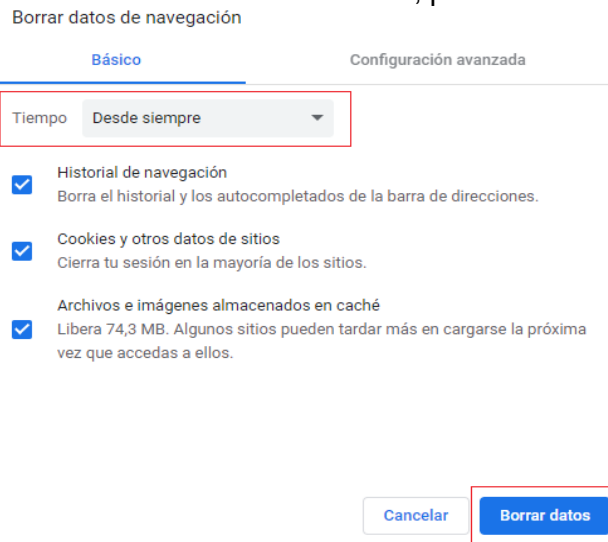 Borrar datos de navegación
Básico Configuración avanzada
Tiempo Desde siempre
Historial de navegación
Borra el historial y los autocompletados de la barra de direcciones.
Cookies y otros datos de sitios
Cierra tu sesión en la mayoría de los sitios.
Archivos e imágenes almacenados en caché
Libera 74,3 MB. Algunos sitios pueden tardar más en cargarse la próxima
vez que accedas a ellos.
Cancelar Borrar datos